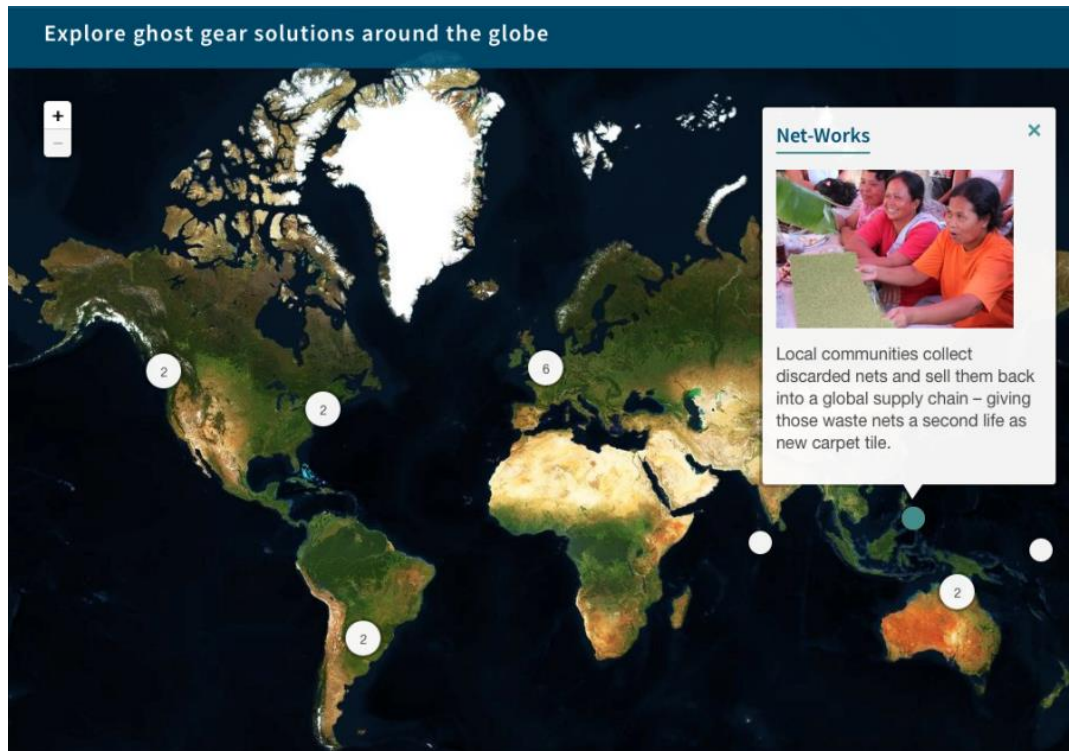 Explore ghost gear solutions around the globe
+
−
Net-Works
×
Local communities collect
discarded nets and sell them back
into a global supply chain – giving
those waste nets a second life as
new carpet tile.
2
2
6
2
2